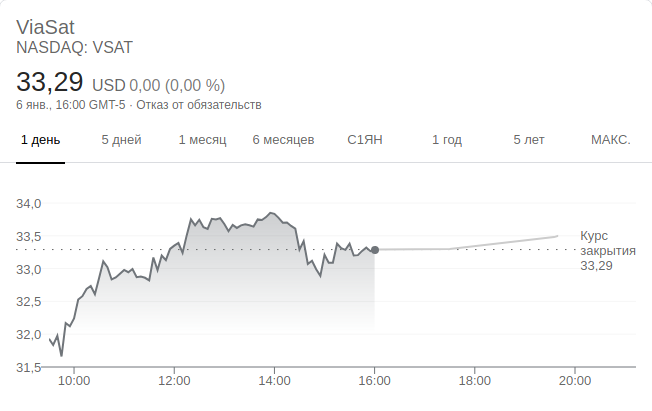 ViaSat
NASDAQ: VSAT
33,29 USD 0,00 (0,00 %)
6 янв., 16:00 GMT-5 · Отказ от обязательств
1 день 5 дней 1 месяц 6 месяцев С1ЯН 1 год 5 лет МАКС.
34,0
33,5
33,0
32,5
32,0
31,5
Курс
закрытия
33,29
10:00 12:00 14:00 16:00 18:00 20:00